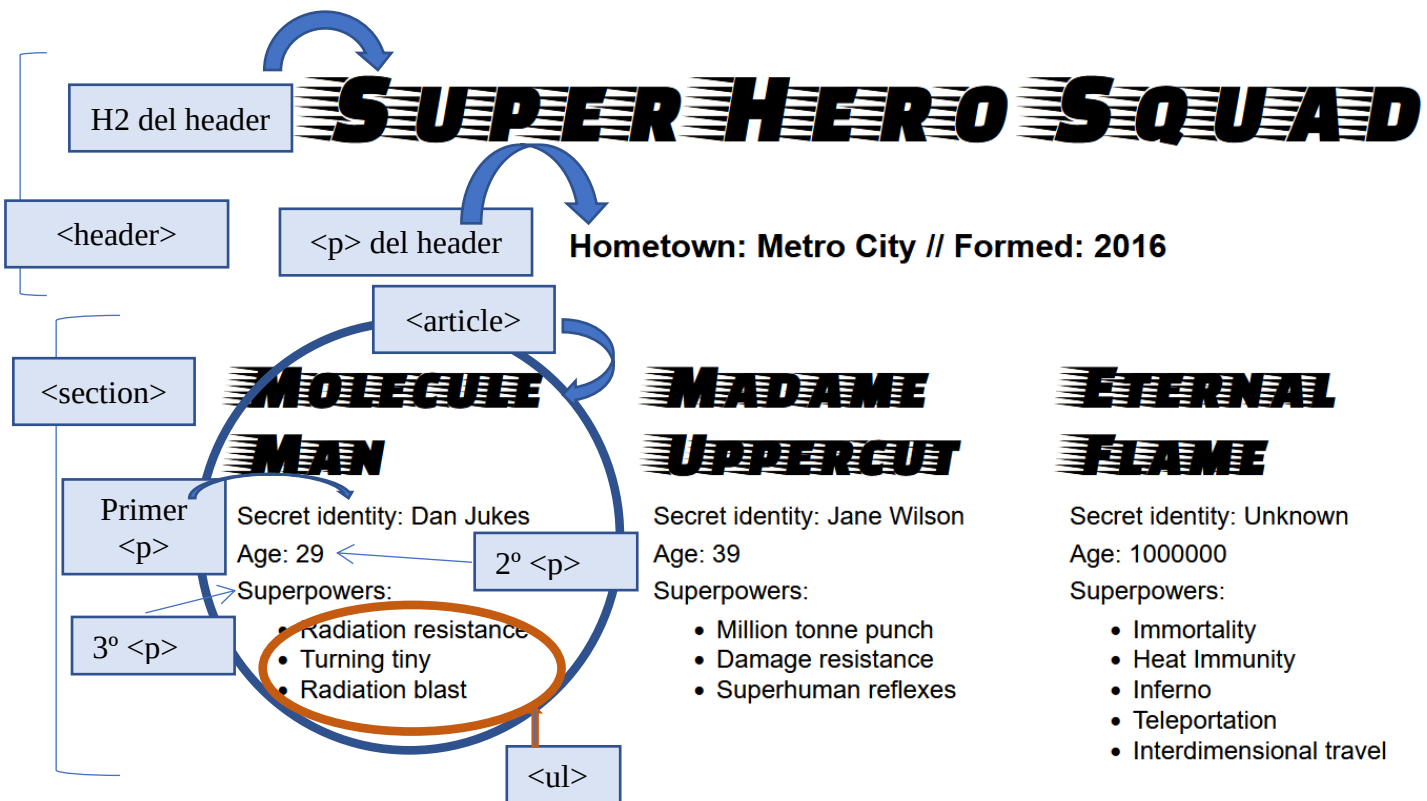 H2 del header
SUPER HERO SQUAD
<header>
<p> del header
Hometown: Metro City // Formed: 2016
<article>
<section>
MOLECULE
MAN
Primer
<p>
Secret identity: Dan Jukes
Age: 29
2º <p>
Superpowers:
3º <p>
• Radiation resistance
• Turning tiny
• Radiation blast
<ul>
MADAME
UPPERCUT
Secret identity: Jane Wilson
Age: 39
Superpowers:
• Million tonne punch
• Damage resistance
• Superhuman reflexes
ETERNAL
FLAME
Secret identity: Unknown
Age: 1000000
Superpowers:
• Immortality
• Heat Immunity
• Inferno
• Teleportation
• Interdimensional travel